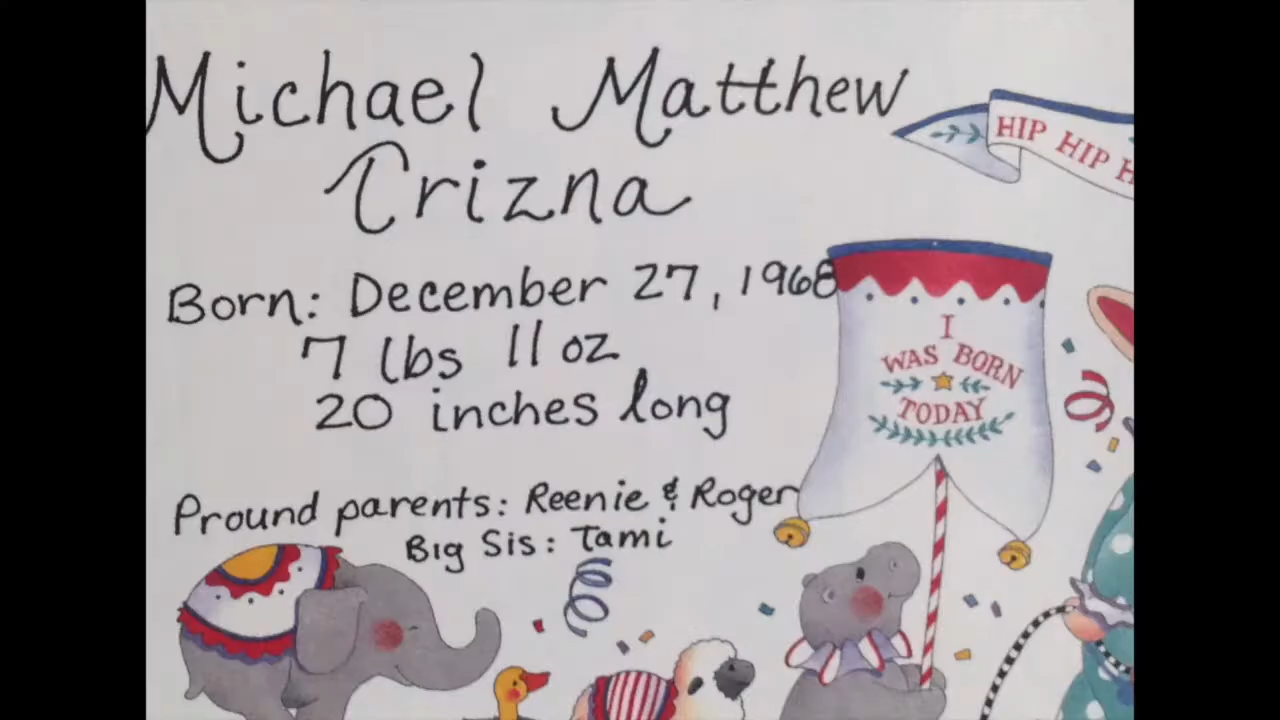 Michael Matthew
Crizna
HIP HIP H
Born: December 27, 1968
7 lbs 11 oz
20 inches long
I
WAS BORN
TODAY
Pround parents: Reenie & Roger
Big Sis: Tami